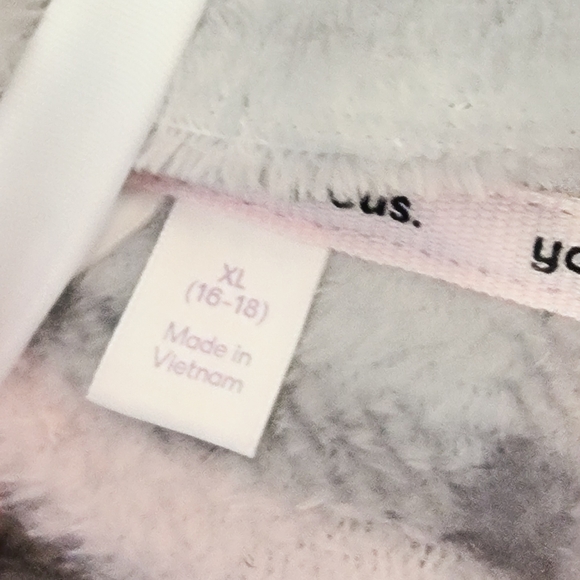 us.
yo
XL
(16-18)
Made in
Vietnam